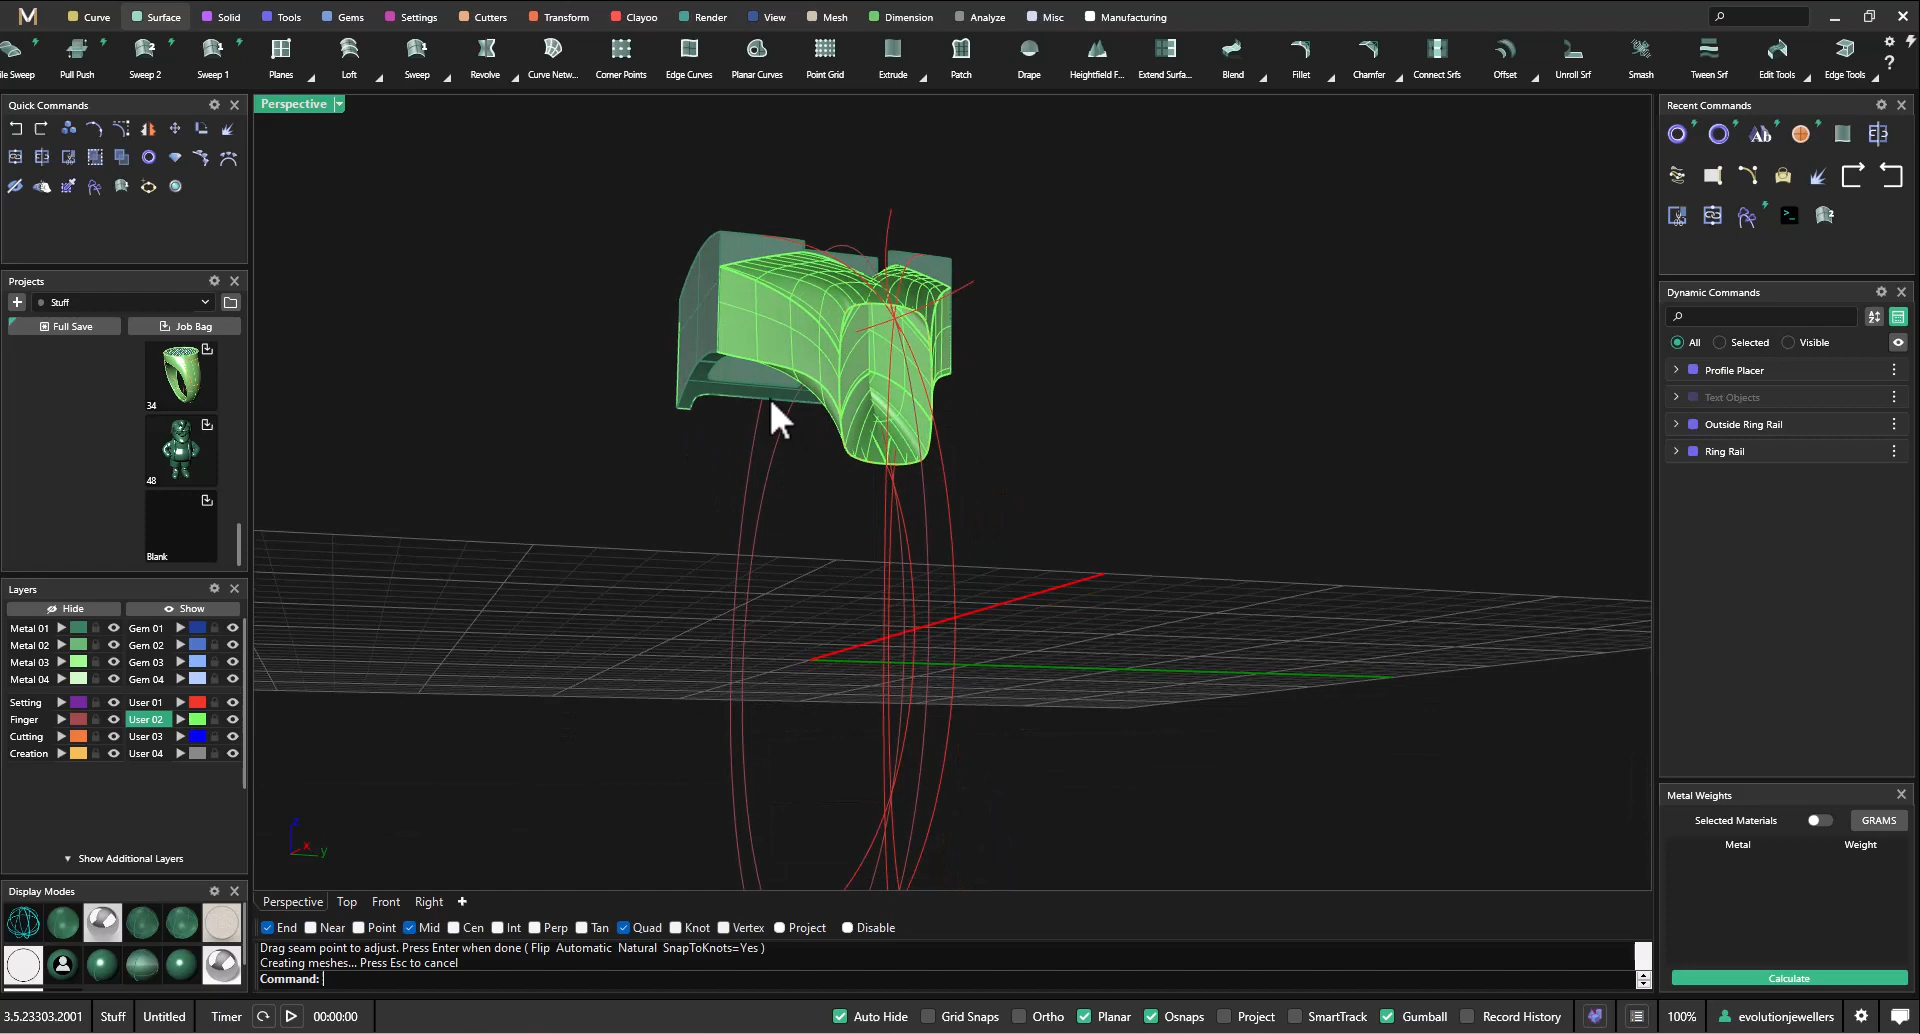 Curve Surface Solid Tools Gems Settings Cutters Transform Clayoo Render View Mesh Dimension Analyze Misc Manufacturing
ile Sweep Pull Push Sweep 2 Sweep 1 Planes Loft Sweep Revolve Curve Netw... Corner Points Edge Curves Planar Curves Point Grid Extrude Patch Drape Heightfield F... Extend Surfa... Blend Fillet Chamfer Connect Srfs Offset Unroll Srf Smash Tween Srf Edit Tools Edge Tools
Quick Commands
Projects
Stuff
Full Save Job Bag
34
48
Blank
Layers
Hide Show
Metal 01 Gem 01
Metal 02 Gem 02
Metal 03 Gem 03
Metal 04 Gem 04
Setting User 01
Finger User 02
Cutting User 03
Creation User 04
Show Additional Layers
Display Modes
Perspective
z
x
y
Perspective Top Front Right
End Near Point Mid Cen Int Perp Tan Quad Knot Vertex Project Disable
Drag seam point to adjust. Press Enter when done ( Flip Automatic Natural SnapToKnots=Yes )
Creating meshes... Press Esc to cancel
Command:
Recent Commands
Ab
Dynamic Commands
All Selected Visible
Profile Placer
Text Objects
Outside Ring Rail
Ring Rail
Metal Weights
Selected Materials GRAMS
Metal Weight
Calculate
3.5.23303.2001 Stuff Untitled Timer 00:00:00 Auto Hide Grid Snaps Ortho Planar Osnaps Project SmartTrack Gumball Record History 100% evolutionjewellers